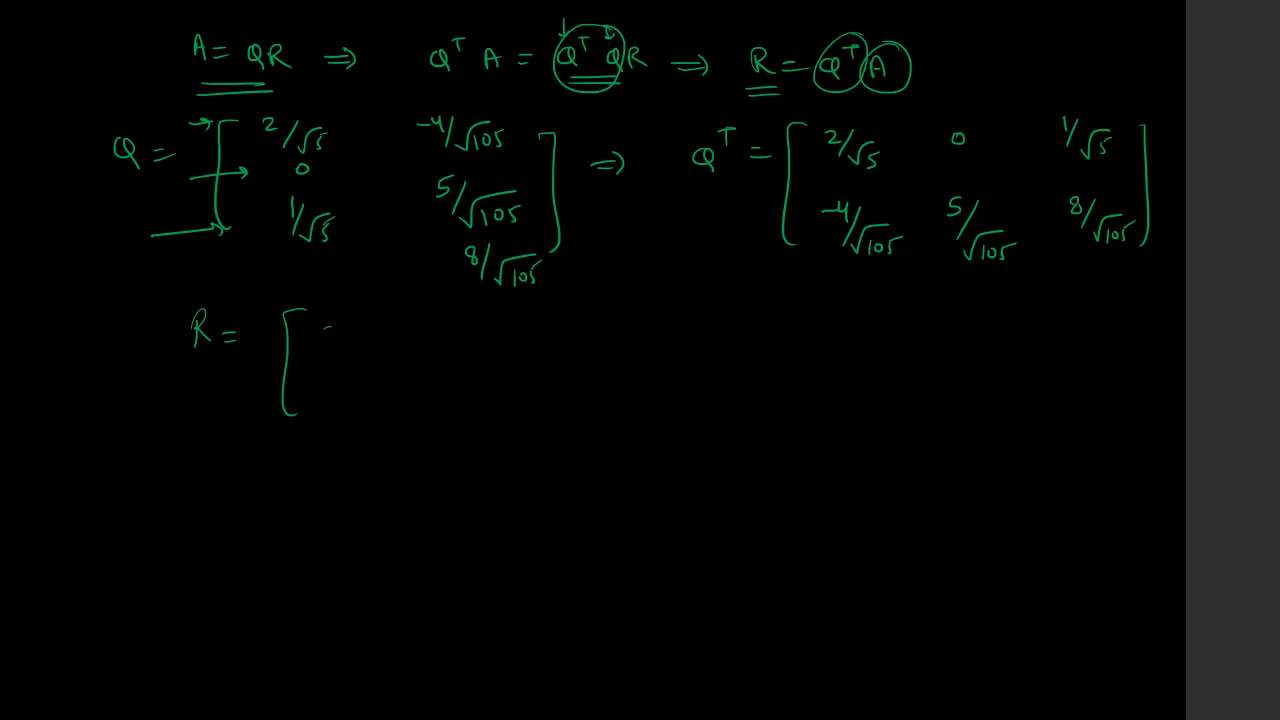 A = QR ⇒ Qᵀ A = Qᵀ Q R ⇒ R = Qᵀ A
Q = [ 2/√5 -4/√105 ] ⇒ Qᵀ = [ 2/√5 0 1/√5 ]
0 5/√105 -4/√105 5/√105 8/√105
1/√5 8/√105
R = [